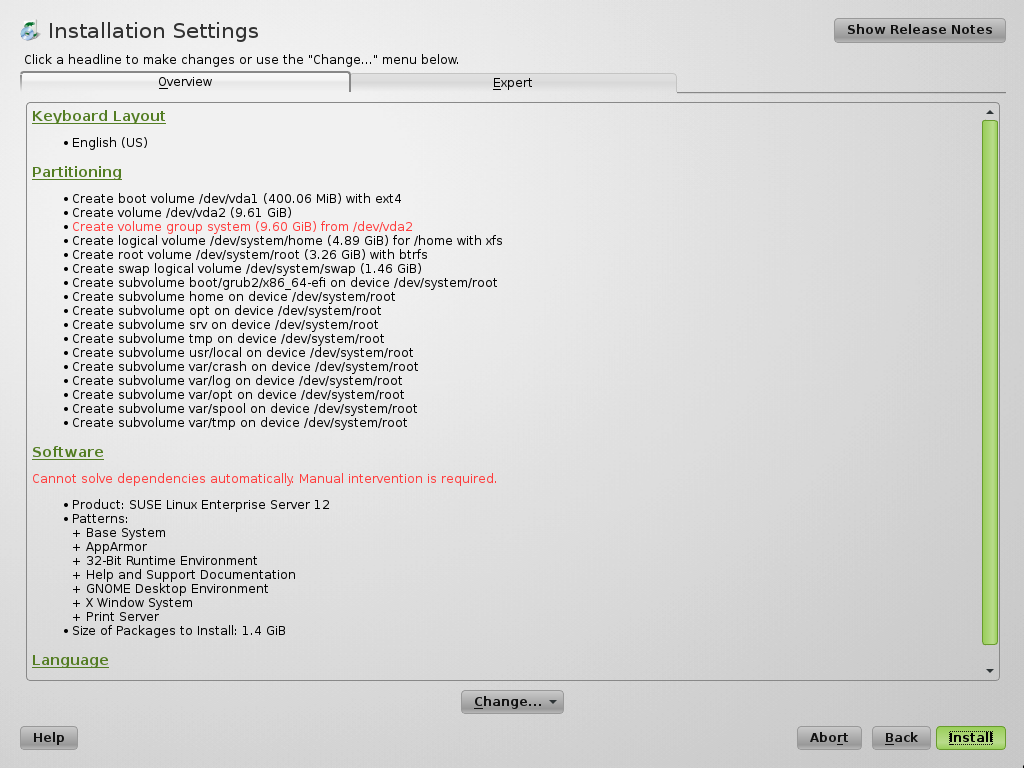 Installation Settings
Show Release Notes
Click a headline to make changes or use the "Change..." menu below.
Overview
Expert
Keyboard Layout
• English (US)
Partitioning
• Create boot volume /dev/vda1 (400.06 MiB) with ext4
• Create volume /dev/vda2 (9.61 GiB)
• Create volume group system (9.60 GiB) from /dev/vda2
• Create logical volume /dev/system/home (4.89 GiB) for /home with xfs
• Create root volume /dev/system/root (3.26 GiB) with btrfs
• Create swap logical volume /dev/system/swap (1.46 GiB)
• Create subvolume boot/grub2/x86_64-efi on device /dev/system/root
• Create subvolume home on device /dev/system/root
• Create subvolume opt on device /dev/system/root
• Create subvolume srv on device /dev/system/root
• Create subvolume tmp on device /dev/system/root
• Create subvolume usr/local on device /dev/system/root
• Create subvolume var/crash on device /dev/system/root
• Create subvolume var/log on device /dev/system/root
• Create subvolume var/opt on device /dev/system/root
• Create subvolume var/spool on device /dev/system/root
• Create subvolume var/tmp on device /dev/system/root
Software
Cannot solve dependencies automatically. Manual intervention is required.
• Product: SUSE Linux Enterprise Server 12
• Patterns:
+ Base System
+ AppArmor
+ 32-Bit Runtime Environment
+ Help and Support Documentation
+ GNOME Desktop Environment
+ X Window System
+ Print Server
• Size of Packages to Install: 1.4 GiB
Language
Change...
Help
Abort
Back
Install